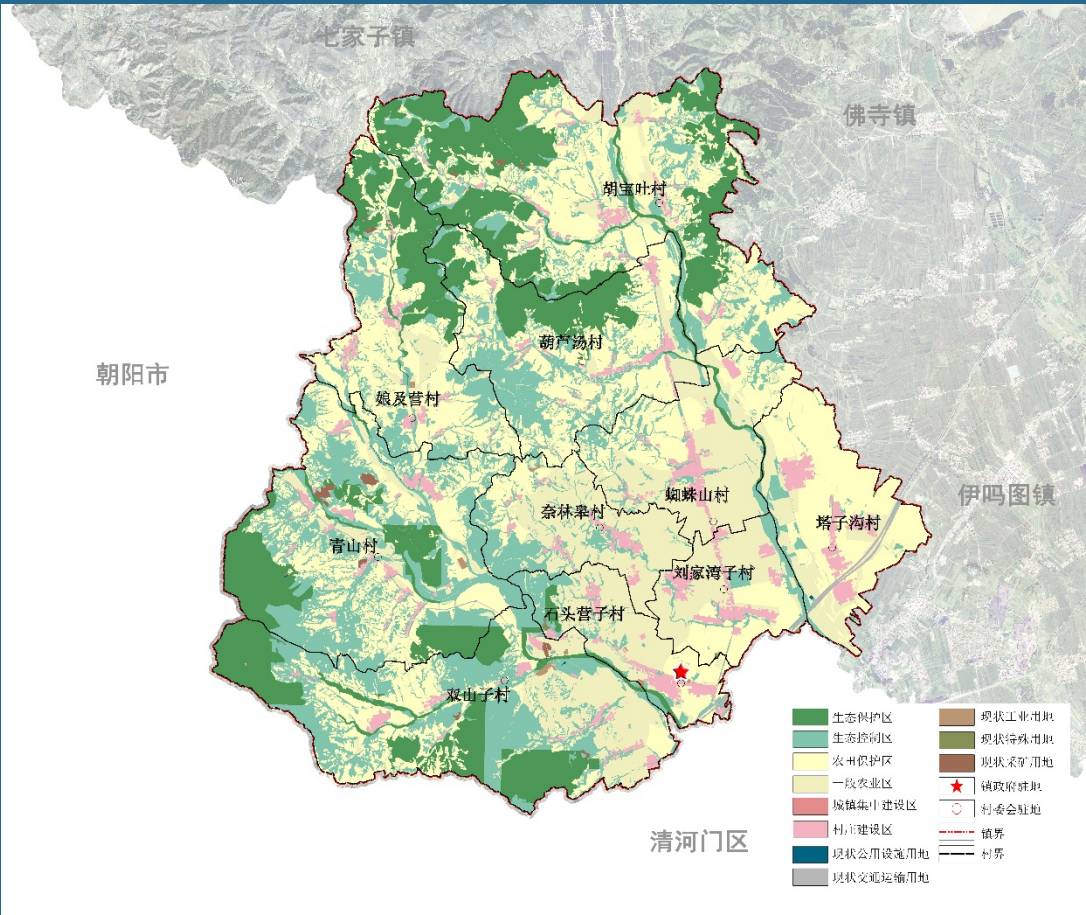 七家子镇
佛寺镇
胡宝吐村
葫芦汤村
朝阳市
娘及营村
蜘蛛山村
伊吗图镇
奈林皋村
塔子沟村
青山村
刘家湾子村
石头营子村
双山子村
清河门区
生态保护区
生态控制区
农田保护区
一般农业区
城镇集中建设区
村庄建设区
现状公用设施用地
现状交通运输用地
现状工业用地
现状特殊用地
现状采矿用地
镇政府驻地
村委会驻地
镇界
村界